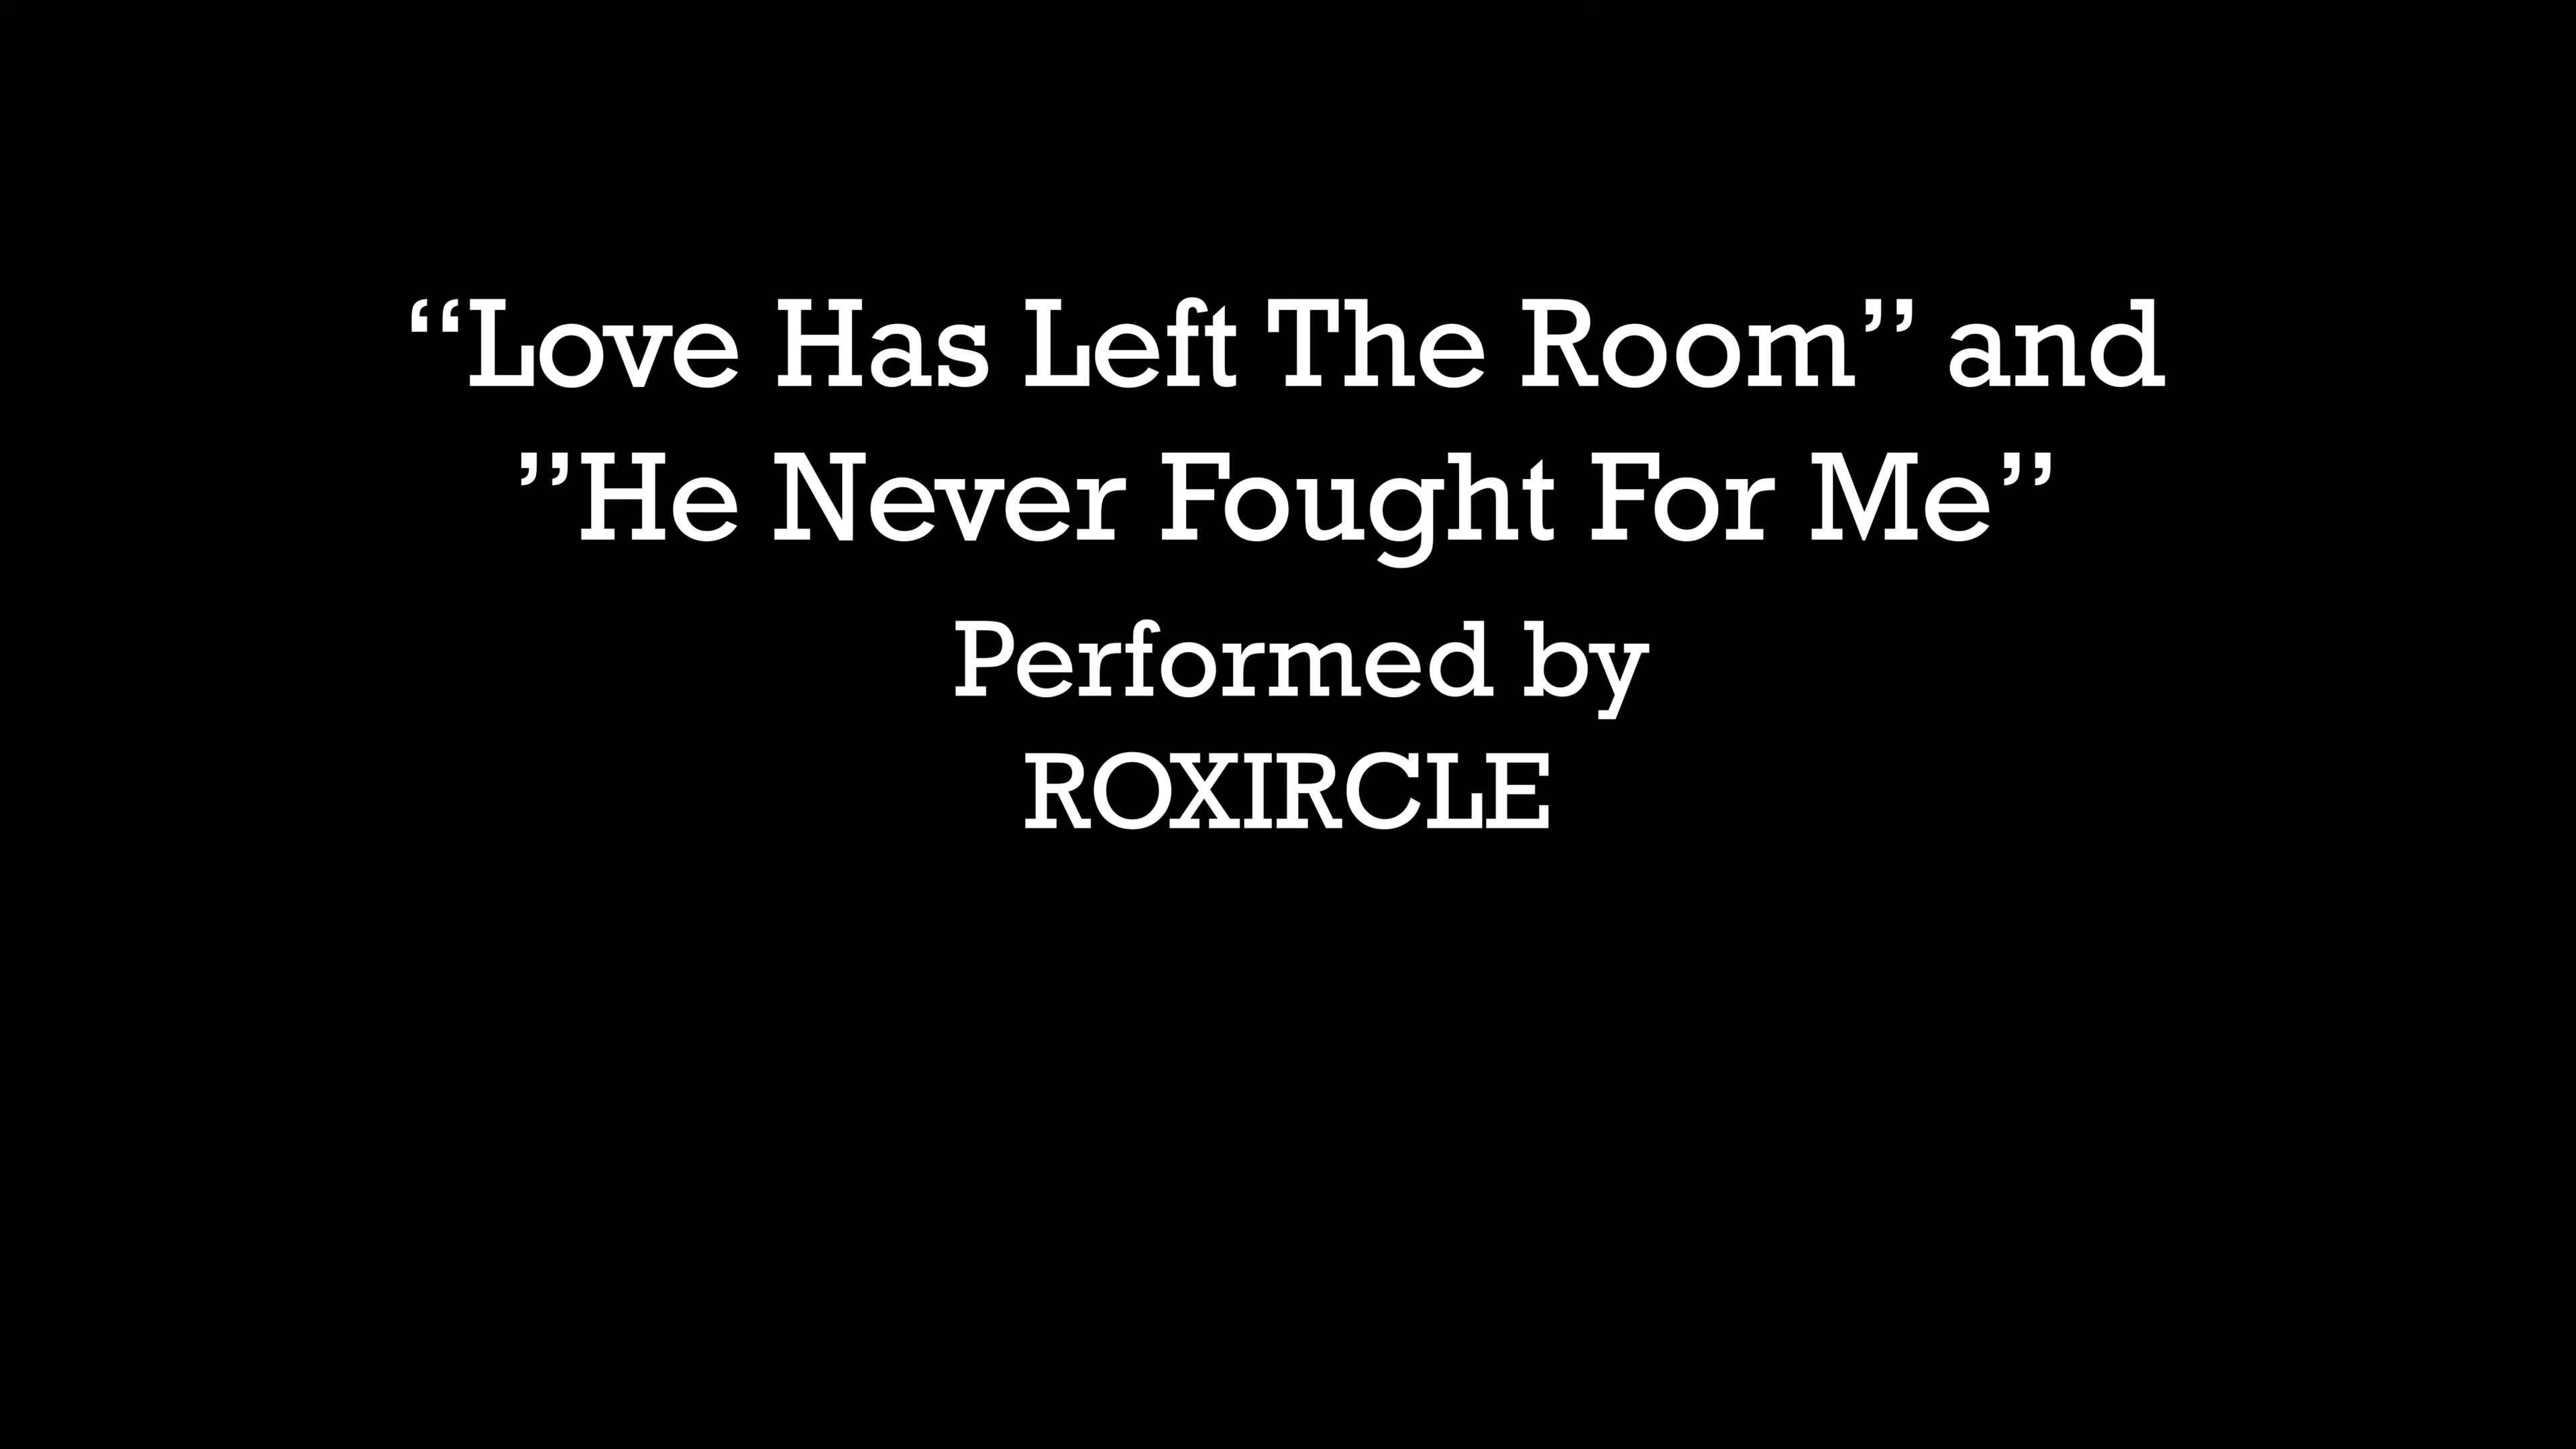 “Love Has Left The Room” and
”He Never Fought For Me”
Performed by
ROXIRCLE